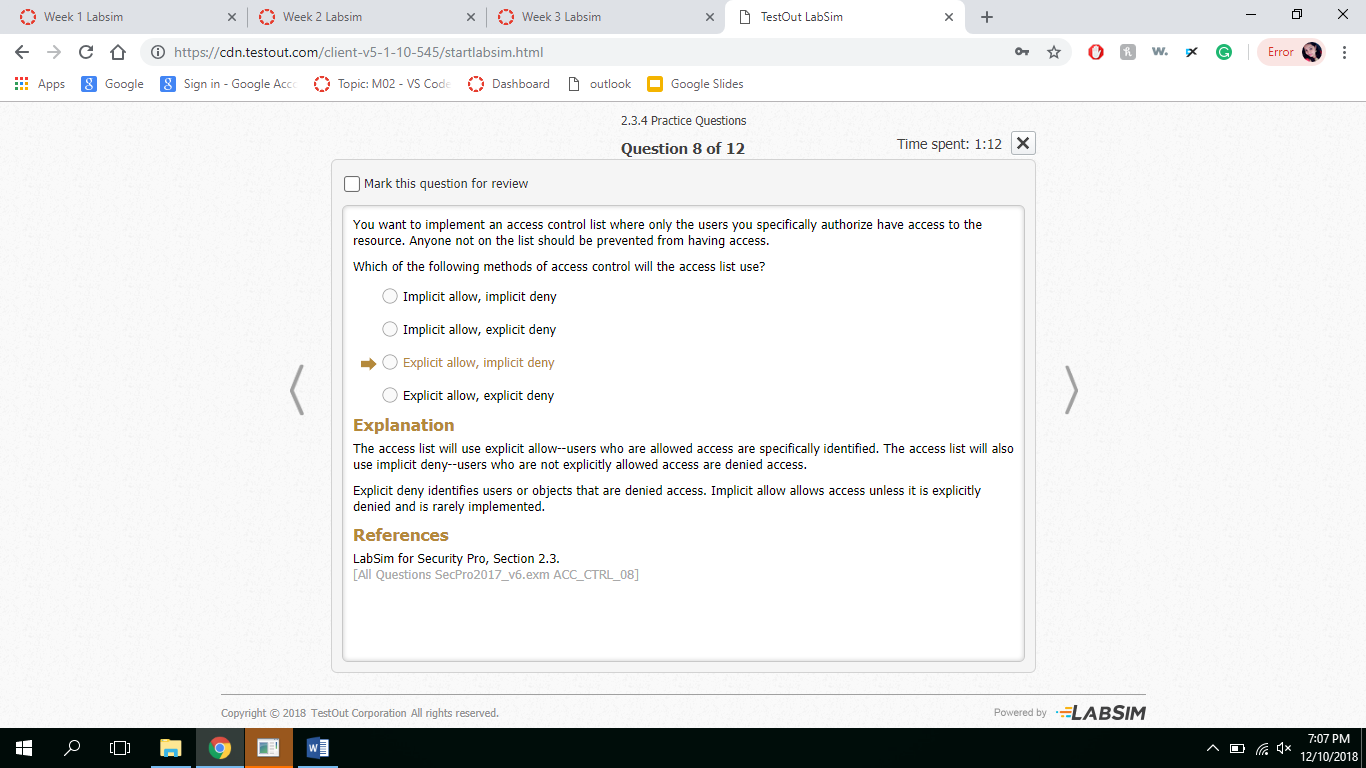 Week 1 Labsim
Week 2 Labsim
Week 3 Labsim
TestOut LabSim
https://cdn.testout.com/client-v5-1-10-545/startlabsim.html
Error
Apps
Google
Sign in - Google Acco
Topic: M02 - VS Code
Dashboard
outlook
Google Slides
2.3.4 Practice Questions
Question 8 of 12
Time spent: 1:12
Mark this question for review
You want to implement an access control list where only the users you specifically authorize have access to the
resource. Anyone not on the list should be prevented from having access.
Which of the following methods of access control will the access list use?
Implicit allow, implicit deny
Implicit allow, explicit deny
Explicit allow, implicit deny
Explicit allow, explicit deny
Explanation
The access list will use explicit allow--users who are allowed access are specifically identified. The access list will also
use implicit deny--users who are not explicitly allowed access are denied access.
Explicit deny identifies users or objects that are denied access. Implicit allow allows access unless it is explicitly
denied and is rarely implemented.
References
LabSim for Security Pro, Section 2.3.
[All Questions SecPro2017_v6.exm ACC_CTRL_08]
Copyright © 2018 TestOut Corporation All rights reserved.
Powered by LABSIM
7:07 PM
12/10/2018